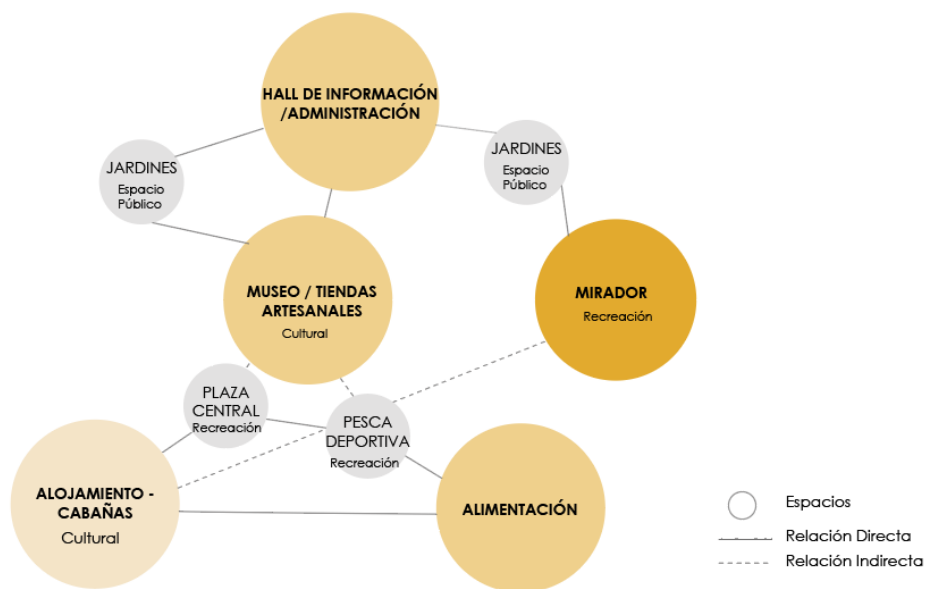 HALL DE INFORMACIÓN
/ADMINISTRACIÓN
JARDINES
Espacio
Público
JARDINES
Espacio
Público
MUSEO / TIENDAS
ARTESANALES
Cultural
MIRADOR
Recreación
PLAZA
CENTRAL
Recreación
PESCA
DEPORTIVA
Recreación
ALOJAMIENTO -
CABAÑAS
Cultural
ALIMENTACIÓN
Espacios
Relación Directa
Relación Indirecta